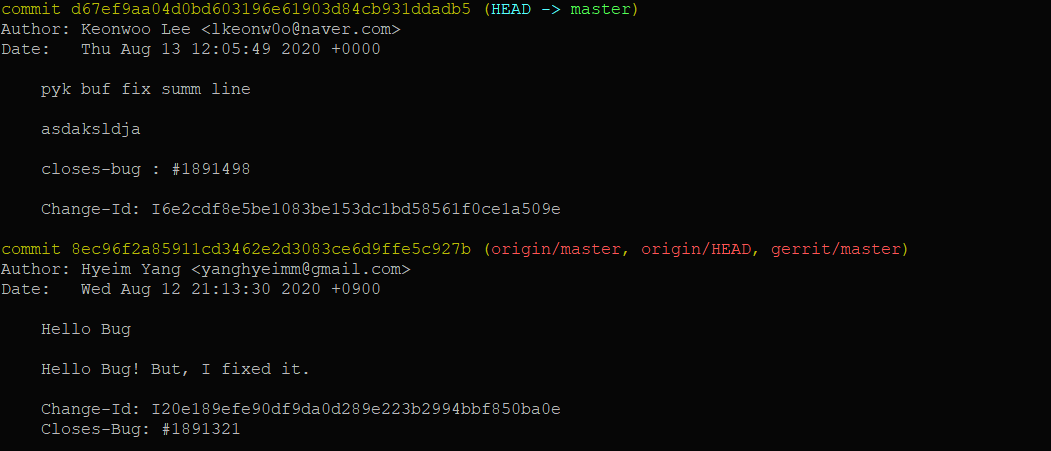 commit d67ef9aa04d0bd603196e61903d84cb931ddadb5 (HEAD -> master)
Author: Keonwoo Lee <lkeonw0o@naver.com>
Date:   Thu Aug 13 12:05:49 2020 +0000
pyk buf fix summ line
asdaksldja
closes-bug : #1891498
Change-Id: I6e2cdf8e5be1083be153dc1bd58561f0ce1a509e
commit 8ec96f2a85911cd3462e2d3083ce6d9ffe5c927b (origin/master, origin/HEAD, gerrit/master)
Author: Hyeim Yang <yanghyeimm@gmail.com>
Date:   Wed Aug 12 21:13:30 2020 +0900
Hello Bug
Hello Bug! But, I fixed it.
Change-Id: I20e189efe90df9da0d289e223b2994bbf850ba0e
Closes-Bug: #1891321